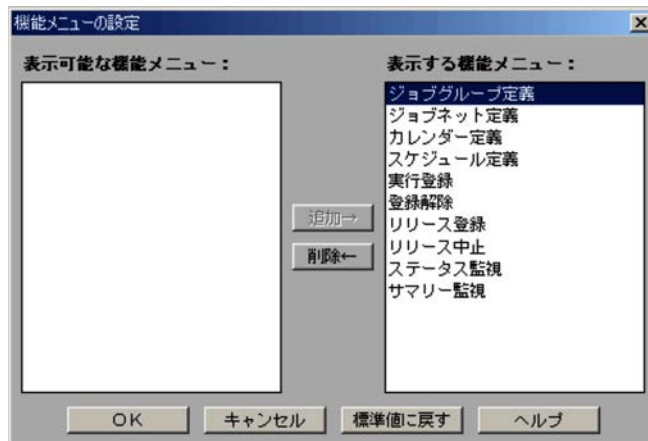 機能メニューの設定
表示可能な機能メニュー:
表示する機能メニュー:
ジョブグループ定義
ジョブネット定義
カレンダー定義
スケジュール定義
実行登録
登録解除
リリース登録
リリース中止
ステータス監視
サマリー監視
追加→
削除←
OK
キャンセル
標準値に戻す
ヘルプ